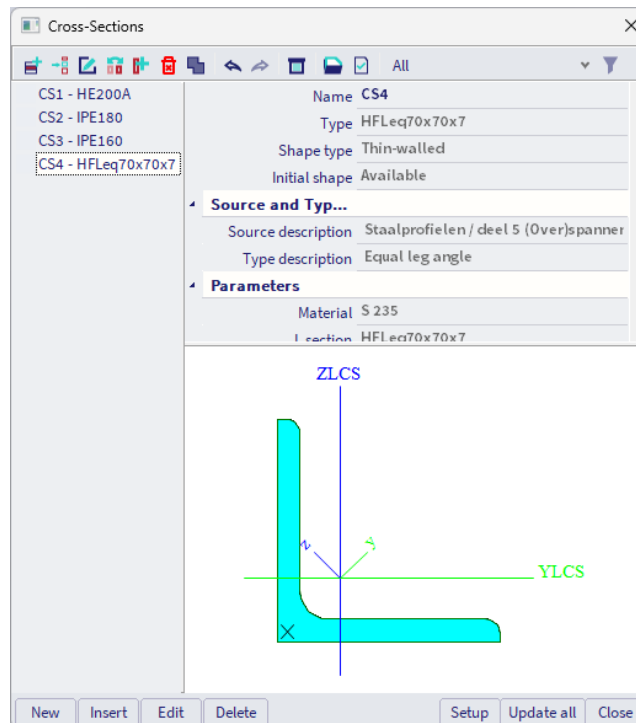 Cross-Sections
All
CS1 - HE200A
CS2 - IPE180
CS3 - IPE160
CS4 - HFLeq70x70x7
Name CS4
Type HFLeq70x70x7
Shape type Thin-walled
Initial shape Available
Source and Typ...
Source description Staalprofielen / deel 5 (Over)spanner
Type description Equal leg angle
Parameters
Material S 235
L section HFLeq70x70x7
ZLCS
z y
YLCS
New Insert Edit Delete Setup Update all Close